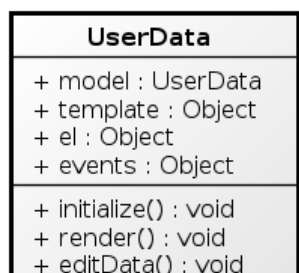 UserData
+ model : UserData
+ template : Object
+ el : Object
+ events : Object
+ initialize() : void
+ render() : void
+ editData() : void